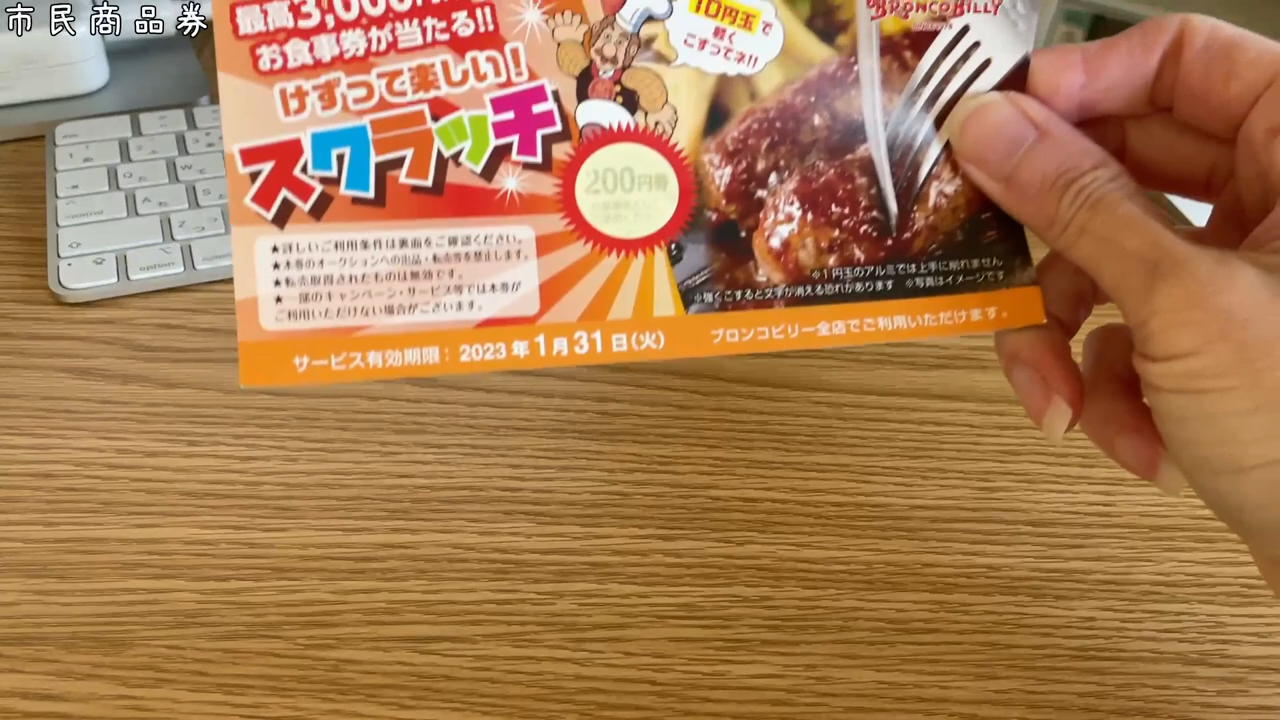 市民商品券
最高3,000円
お食事券が当たる!!
けずって楽しい!
スクラッチ
10円玉で
軽く
こすってネ!!
BRONCO BILLY
200円券
★詳しいご利用条件は裏面をご確認ください。
★本券のオークションへの出品・転売等を禁止します。
★転売取得されたものは無効です。
★一部のキャンペーン・サービス等では本券が
ご利用いただけない場合がございます。
※1円玉のアルミでは上手に削れません
※強くこすると文字が消える恐れがあります ※写真はイメージです
サービス有効期限:2023年1月31日(火)
ブロンコビリー全店でご利用いただけます。
option